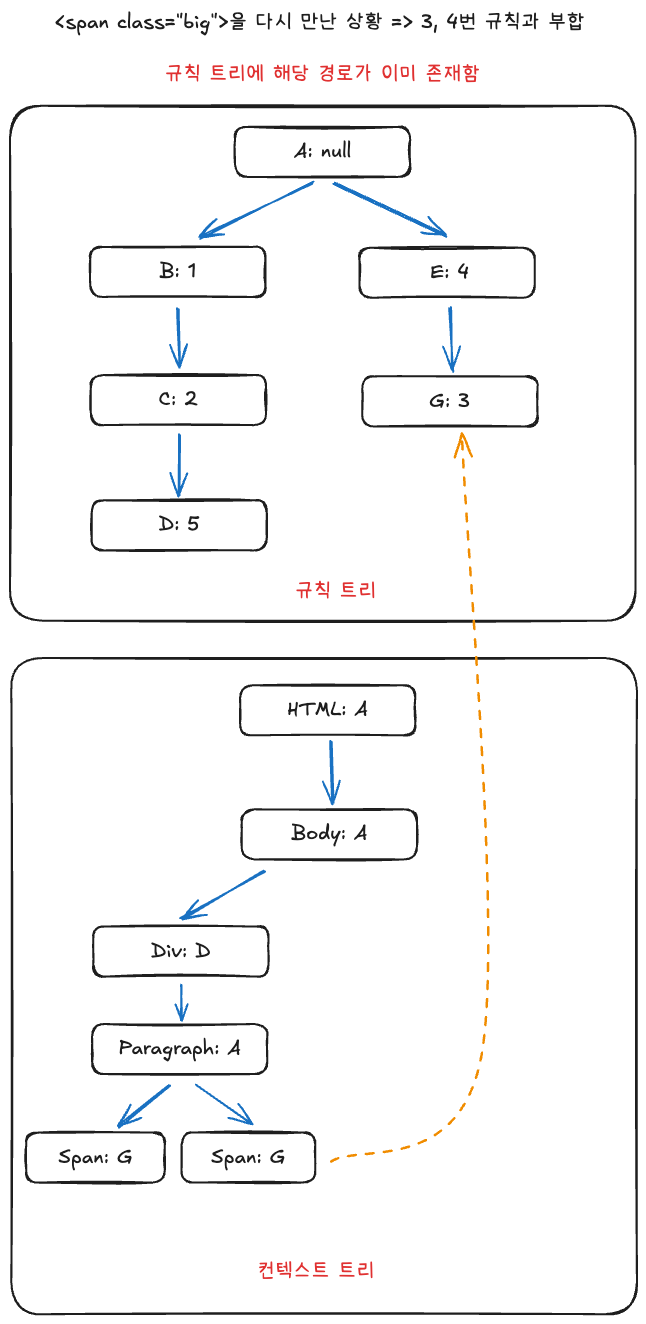 <span class="big">을 다시 만난 상황 => 3, 4번 규칙과 부합
규칙 트리에 해당 경로가 이미 존재함
A: null
B: 1
E: 4
C: 2
G: 3
D: 5
규칙 트리
HTML: A
Body: A
Div: D
Paragraph: A
Span: G
Span: G
컨텍스트 트리